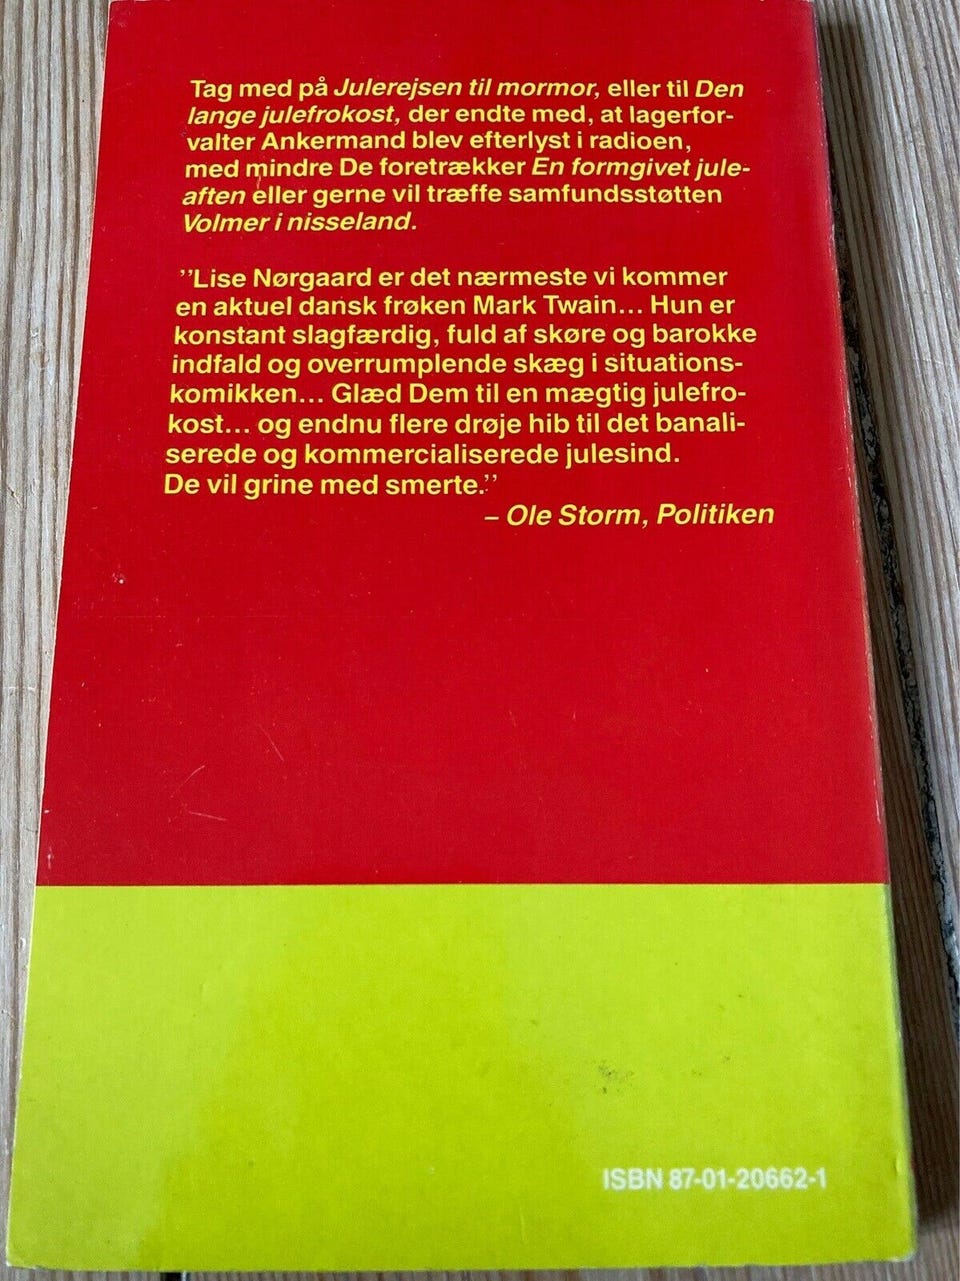 Tag med på Julerejsen til mormor, eller til Den
lange julefrokost, der endte med, at lagerfor-
valter Ankermand blev efterlyst i radioen,
med mindre De foretrækker En formgivet jule-
aften eller gerne vil træffe samfundsstøtten
Volmer i nisseland.
”Lise Nørgaard er det nærmeste vi kommer
en aktuel dansk frøken Mark Twain... Hun er
konstant slagfærdig, fuld af skøre og barokke
indfald og overrumplende skæg i situations-
komikken... Glæd Dem til en mægtig julefro-
kost... og endnu flere drøje hib til det banali-
serede og kommercialiserede julesind.
De vil grine med smerte.”
– Ole Storm, Politiken
ISBN 87-01-20662-1